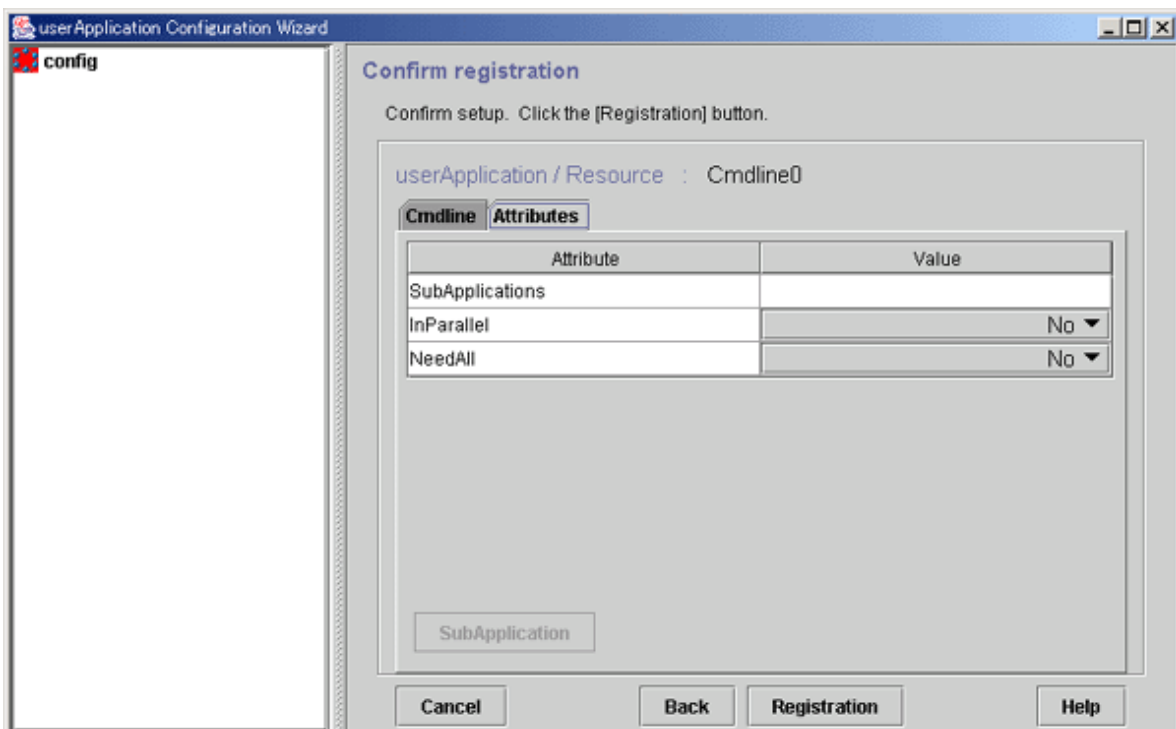 userApplication Configuration Wizard
config
Confirm registration
Confirm setup. Click the [Registration] button.
userApplication / Resource : Cmdline0
Cmdline Attributes
Attribute Value
SubApplications
InParallel No
NeedAll No
SubApplication
Cancel Back Registration Help